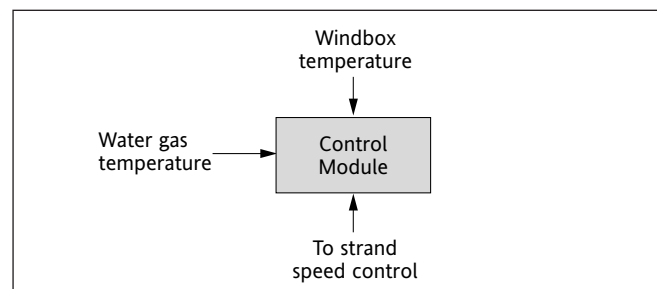 Windbox
temperature
Water gas
temperature
Control
Module
To strand
speed control